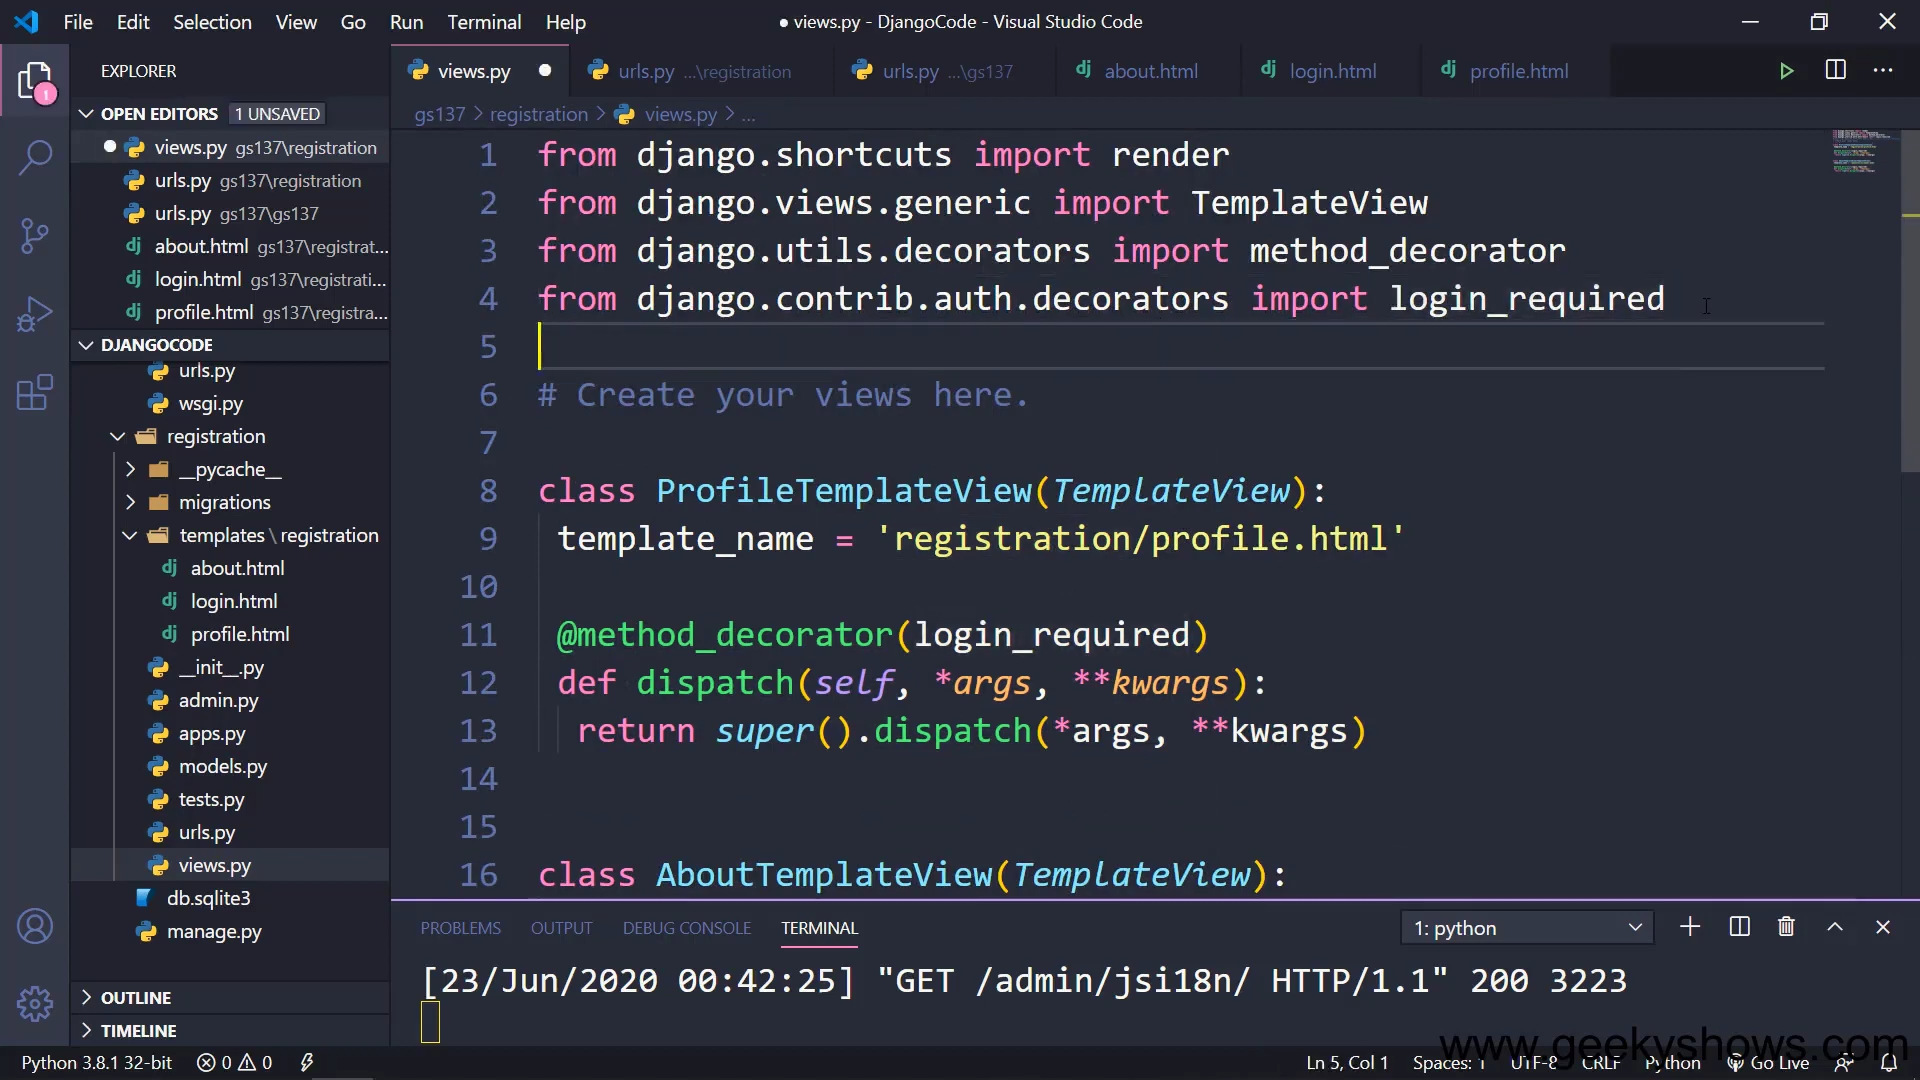 File Edit Selection View Go Run Terminal Help
● views.py - DjangoCode - Visual Studio Code
EXPLORER
1
OPEN EDITORS 1 UNSAVED
views.py gs137\registration
urls.py gs137\registration
urls.py gs137\gs137
about.html gs137\registrat...
login.html gs137\registrati...
profile.html gs137\registra...
DJANGOCODE
urls.py
wsgi.py
registration
__pycache__
migrations
templates \ registration
about.html
login.html
profile.html
__init__.py
admin.py
apps.py
models.py
tests.py
urls.py
views.py
db.sqlite3
manage.py
OUTLINE
TIMELINE
views.py urls.py ...\registration urls.py ...\gs137 about.html login.html profile.html
gs137 > registration > views.py > ...
1 from django.shortcuts import render
2 from django.views.generic import TemplateView
3 from django.utils.decorators import method_decorator
4 from django.contrib.auth.decorators import login_required
5
6 # Create your views here.
7
8 class ProfileTemplateView(TemplateView):
9 template_name = 'registration/profile.html'
10
11 @method_decorator(login_required)
12 def dispatch(self, *args, **kwargs):
13 return super().dispatch(*args, **kwargs)
14
15
16 class AboutTemplateView(TemplateView):
PROBLEMS OUTPUT DEBUG CONSOLE TERMINAL 1: python
[23/Jun/2020 00:42:25] "GET /admin/jsi18n/ HTTP/1.1" 200 3223
www.geekyshows.com
Python 3.8.1 32-bit 0 0 Ln 5, Col 1 Spaces: 1 UTF-8 CRLF Python Go Live